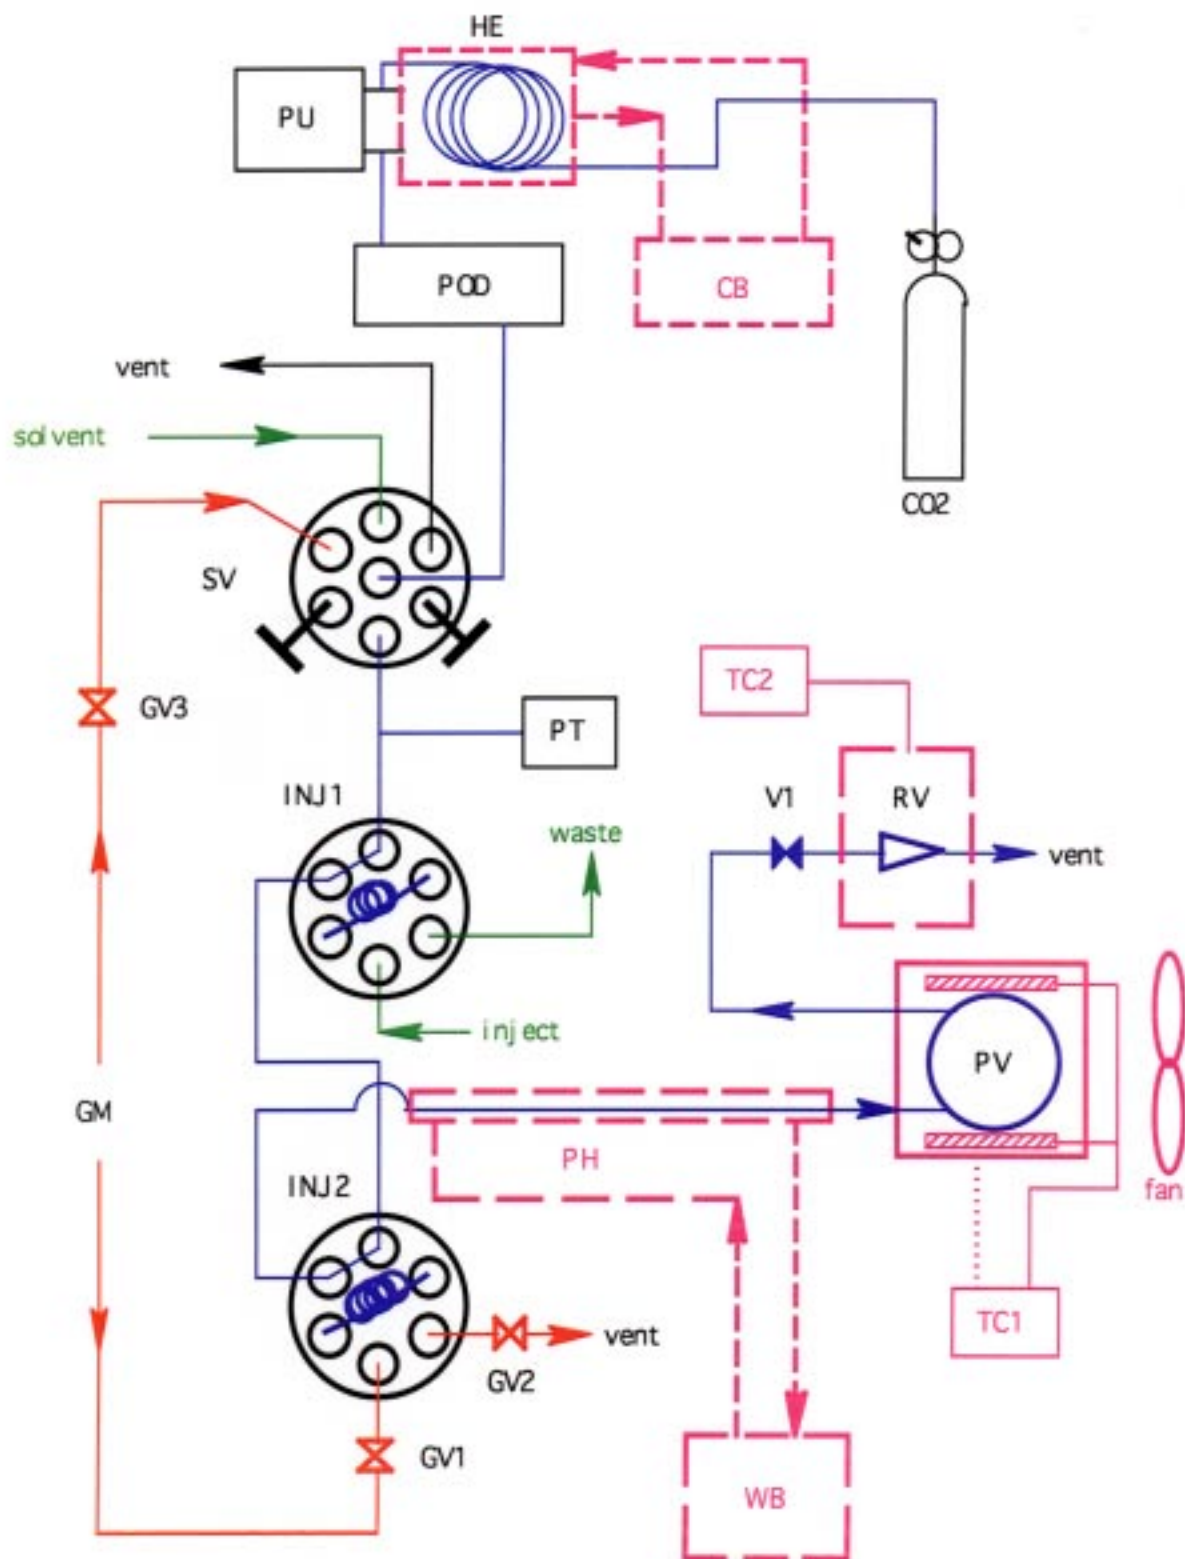 HE
PU
POD
CB
vent
solvent
CO2
SV
TC2
GV3
PT
INJ1
V1
RV
waste
vent
inject
PV
GM
PH
INJ2
fan
TC1
vent
GV2
GV1
WB